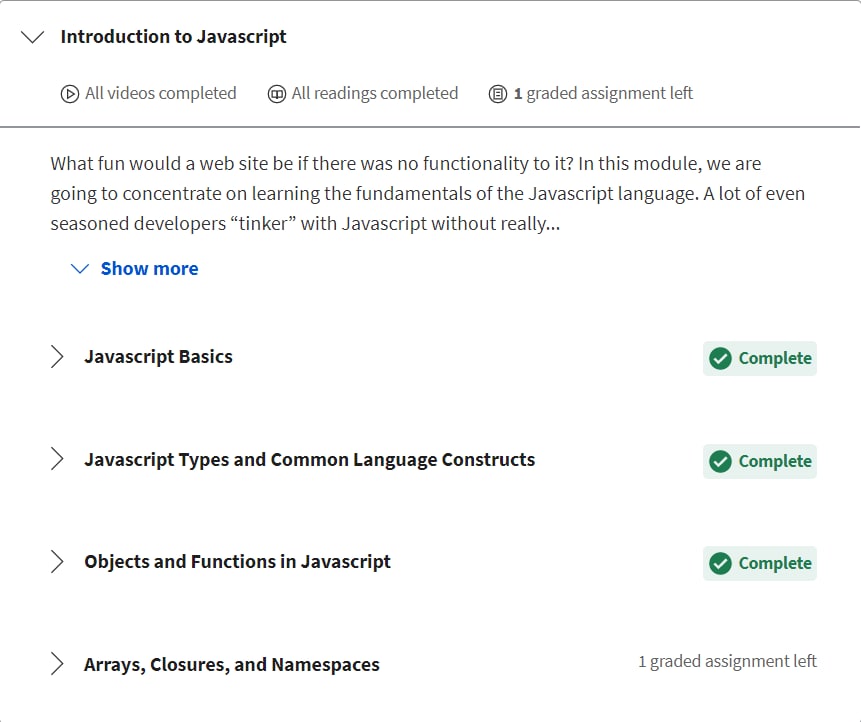 Introduction to Javascript
All videos completed All readings completed 1 graded assignment left
What fun would a web site be if there was no functionality to it? In this module, we are
going to concentrate on learning the fundamentals of the Javascript language. A lot of even
seasoned developers “tinker” with Javascript without really...
Show more
Javascript Basics Complete
Javascript Types and Common Language Constructs Complete
Objects and Functions in Javascript Complete
Arrays, Closures, and Namespaces 1 graded assignment left